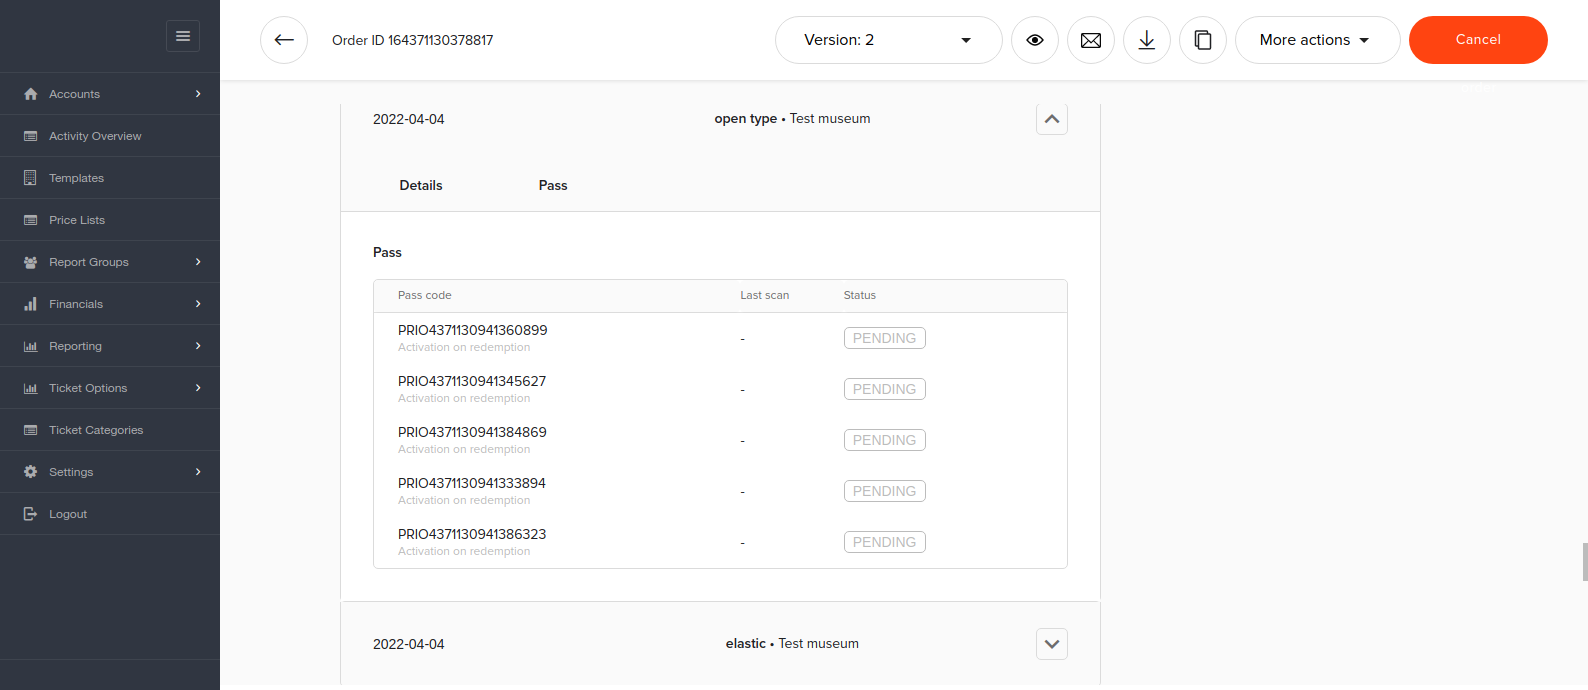 Order ID 164371130378817
Version: 2
More actions
Cancel
Accounts
Activity Overview
Templates
Price Lists
Report Groups
Financials
Reporting
Ticket Options
Ticket Categories
Settings
Logout
2022-04-04
open type • Test museum
Details
Pass
Pass
Pass code
Last scan
Status
PRIO4371130941360899
Activation on redemption
-
PENDING
PRIO4371130941345627
Activation on redemption
-
PENDING
PRIO4371130941384869
Activation on redemption
-
PENDING
PRIO4371130941333894
Activation on redemption
-
PENDING
PRIO4371130941386323
Activation on redemption
-
PENDING
2022-04-04
elastic • Test museum